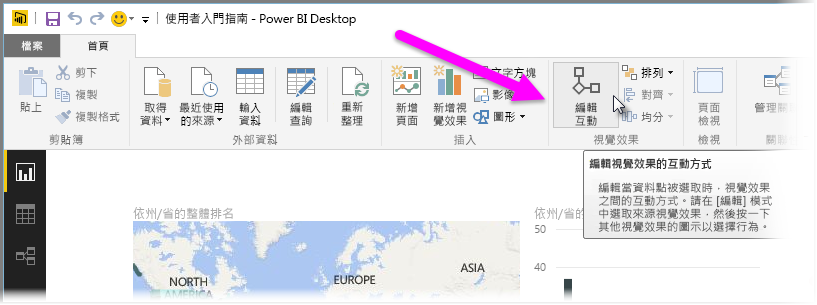 使用者入門指南 - Power BI Desktop
檔案
首頁
貼上
剪下
複製
複製格式
剪貼簿
取得
資料
最近使用
的來源
輸入
資料
編輯
查詢
外部資料
重新
整理
新增
頁面
新增視
覺效果
文字方塊
影像
圖形
插入
編輯
互動
排列
對齊
均分
視覺效果
頁面
檢視
檢視
管理關
關聯
編輯視覺效果的互動方式
編輯當資料點被選取時，視覺效果
之間的互動方式。請在 [編輯] 模式
中選取來源視覺效果，然後按一下
其他視覺效果的圖示以選擇行為。
依州/省的整體排名
依州/省的
50
40
NORTH
AMERICA
EUROPE
ASIA